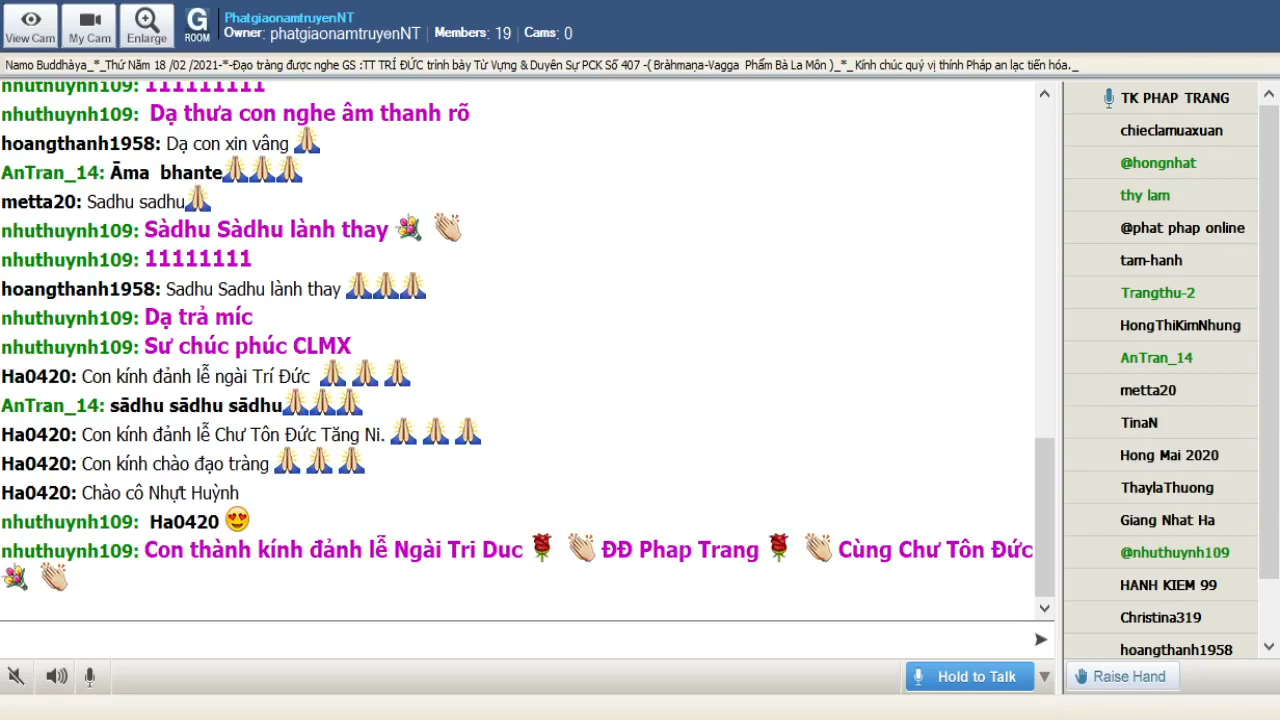 View Cam
My Cam
Enlarge
G
ROOM
PhatgiaonamtruyenNT
Owner: phatgiaonamtruyenNT | Members: 19 | Cams: 0
Namo Buddhàya_*_Thứ Năm 18 /02 /2021-*-Đạo tràng được nghe GS :TT TRÍ ĐỨC trình bày Từ Vựng & Duyên Sự PCK Số 407 -( Bràhmaṇa-Vagga Phẩm Bà La Môn )_*_ Kính chúc quý vị thính Pháp an lạc tiến hóa._
nhuthuynh109: 111111111
nhuthuynh109: Dạ thưa con nghe âm thanh rõ
hoangthanh1958: Dạ con xin vâng 🙏
AnTran_14: Āma bhante🙏🙏🙏
metta20: Sadhu sadhu🙏
nhuthuynh109: Sàdhu Sàdhu lành thay 💐 👏
nhuthuynh109: 11111111
hoangthanh1958: Sadhu Sadhu lành thay 🙏🙏🙏
nhuthuynh109: Dạ trả míc
nhuthuynh109: Sư chúc phúc CLMX
Ha0420: Con kính đảnh lễ ngài Trí Đức 🙏 🙏 🙏
AnTran_14: sādhu sādhu sādhu🙏🙏🙏
Ha0420: Con kính đảnh lễ Chư Tôn Đức Tăng Ni. 🙏 🙏 🙏
Ha0420: Con kính chào đạo tràng 🙏 🙏 🙏
Ha0420: Chào cô Nhựt Huỳnh
nhuthuynh109: Ha0420 😍
nhuthuynh109: Con thành kính đảnh lễ Ngài Tri Duc 🌹 👏 ĐĐ Phap Trang 🌹 👏 Cùng Chư Tôn Đức
💐 👏
TK PHAP TRANG
chieclamuaxuan
@hongnhat
thy lam
@phat phap online
tam-hanh
Trangthu-2
HongThiKimNhung
AnTran_14
metta20
TinaN
Hong Mai 2020
ThaylaThuong
Giang Nhat Ha
@nhuthuynh109
HANH KIEM 99
Christina319
hoangthanh1958
Hold to Talk
Raise Hand